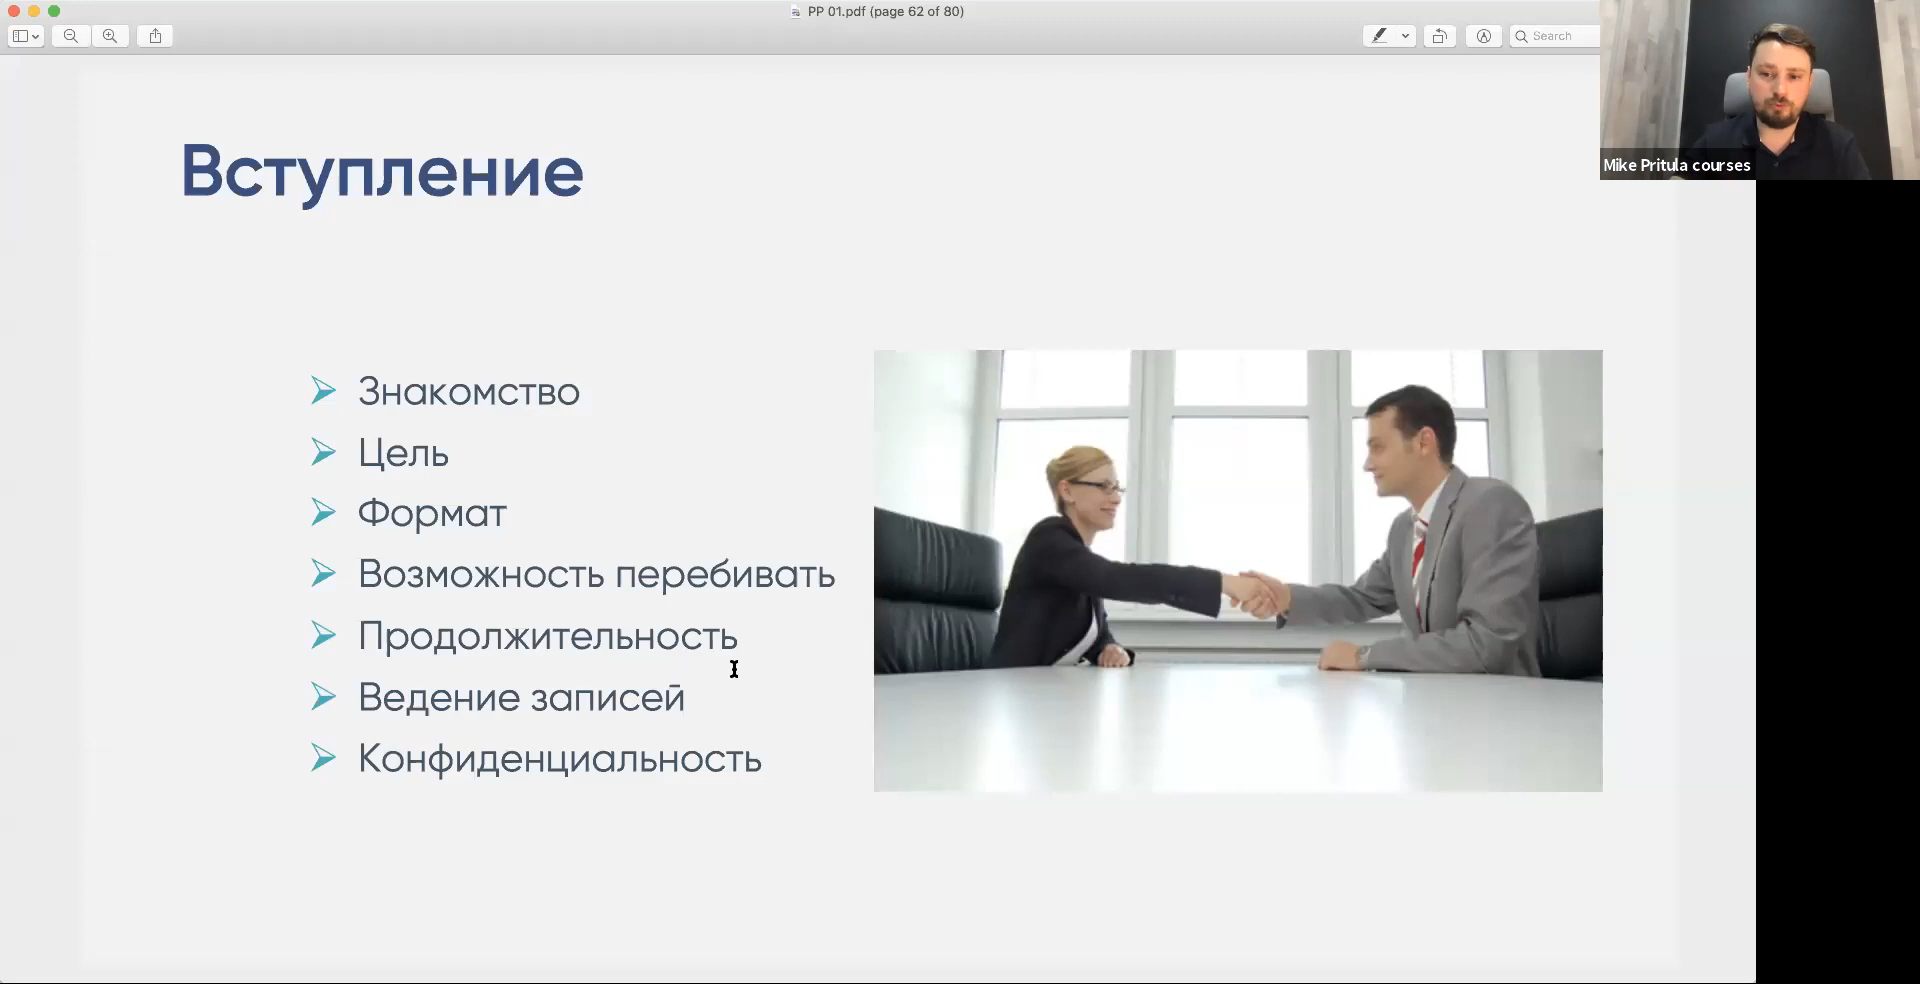 PP 01.pdf (page 62 of 80)
Search
Mike Pritula courses
Вступление
Знакомство
Цель
Формат
Возможность перебивать
Продолжительность
Ведение записей
Конфиденциальность